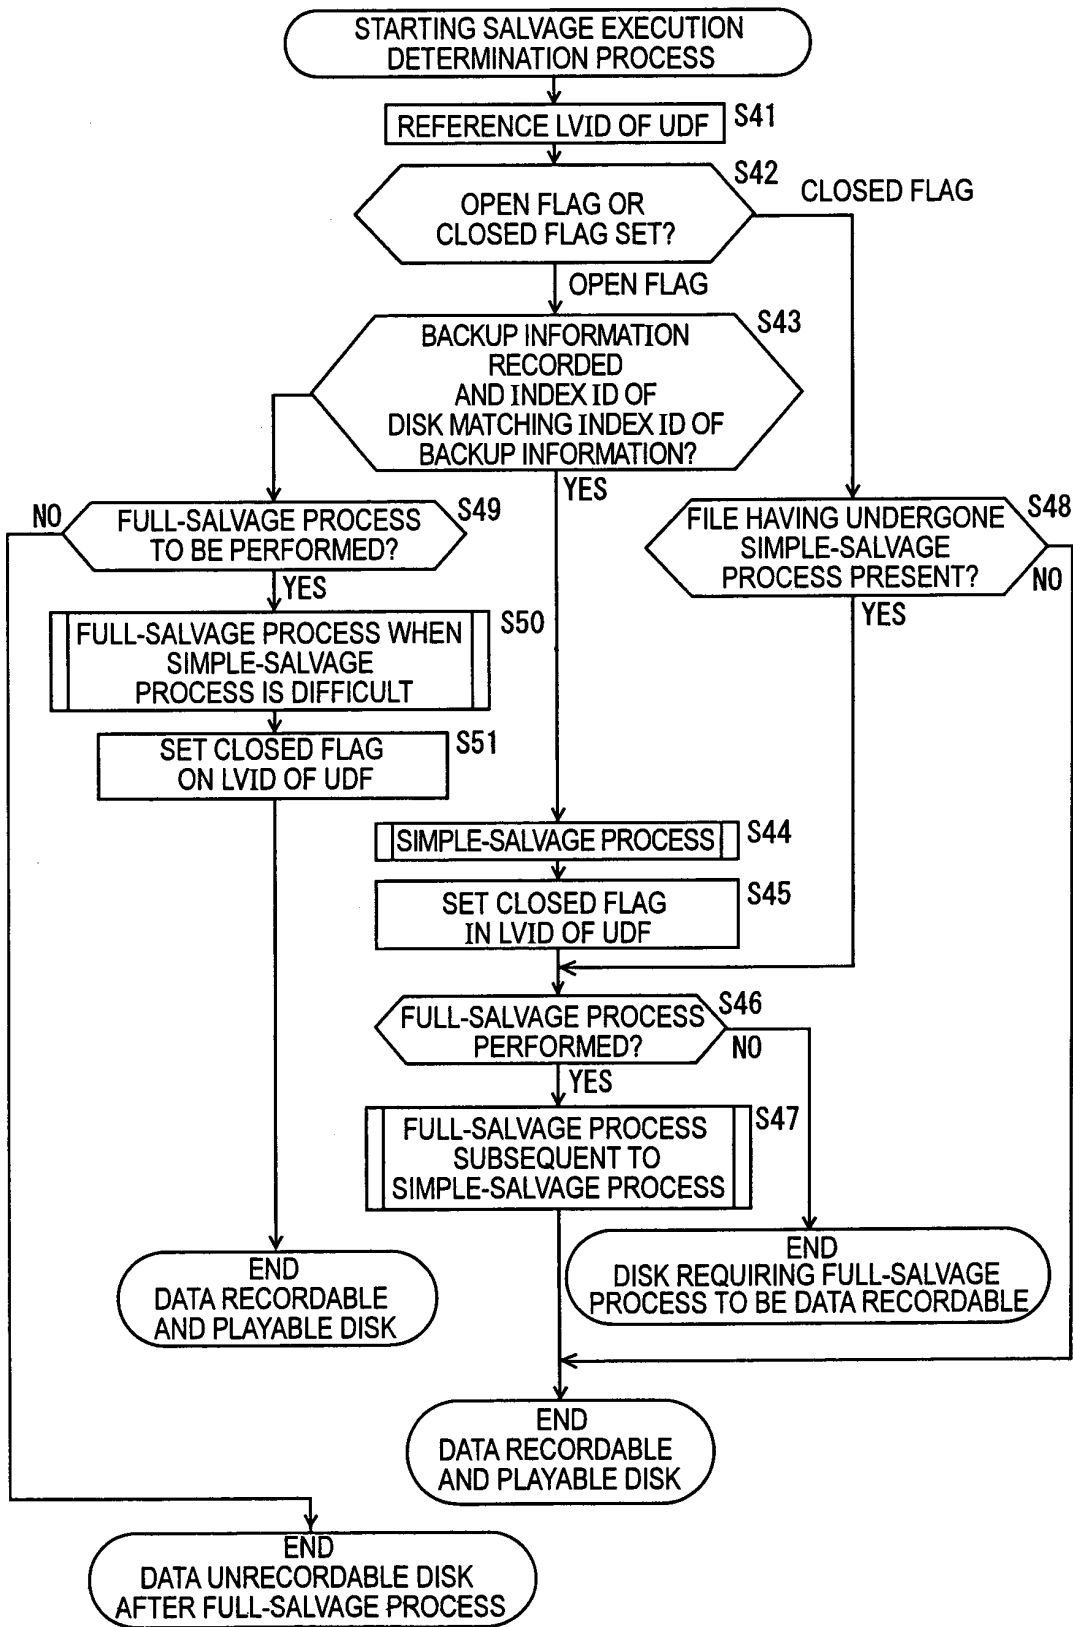 STARTING SALVAGE EXECUTION
DETERMINATION PROCESS
REFERENCE LVID OF UDF
S41
S42
OPEN FLAG OR
CLOSED FLAG SET?
CLOSED FLAG
OPEN FLAG
S43
BACKUP INFORMATION
RECORDED
AND INDEX ID OF
DISK MATCHING INDEX ID OF
BACKUP INFORMATION?
YES
NO
S49
FULL-SALVAGE PROCESS
TO BE PERFORMED?
YES
S48
FILE HAVING UNDERGONE
SIMPLE-SALVAGE
PROCESS PRESENT?
NO
YES
S50
FULL-SALVAGE PROCESS WHEN
SIMPLE-SALVAGE
PROCESS IS DIFFICULT
S51
SET CLOSED FLAG
ON LVID OF UDF
SIMPLE-SALVAGE PROCESS
S44
S45
SET CLOSED FLAG
IN LVID OF UDF
S46
FULL-SALVAGE PROCESS
PERFORMED?
NO
YES
S47
FULL-SALVAGE PROCESS
SUBSEQUENT TO
SIMPLE-SALVAGE PROCESS
END
DATA RECORDABLE
AND PLAYABLE DISK
END
DISK REQUIRING FULL-SALVAGE
PROCESS TO BE DATA RECORDABLE
END
DATA RECORDABLE
AND PLAYABLE DISK
END
DATA UNRECORDABLE DISK
AFTER FULL-SALVAGE PROCESS